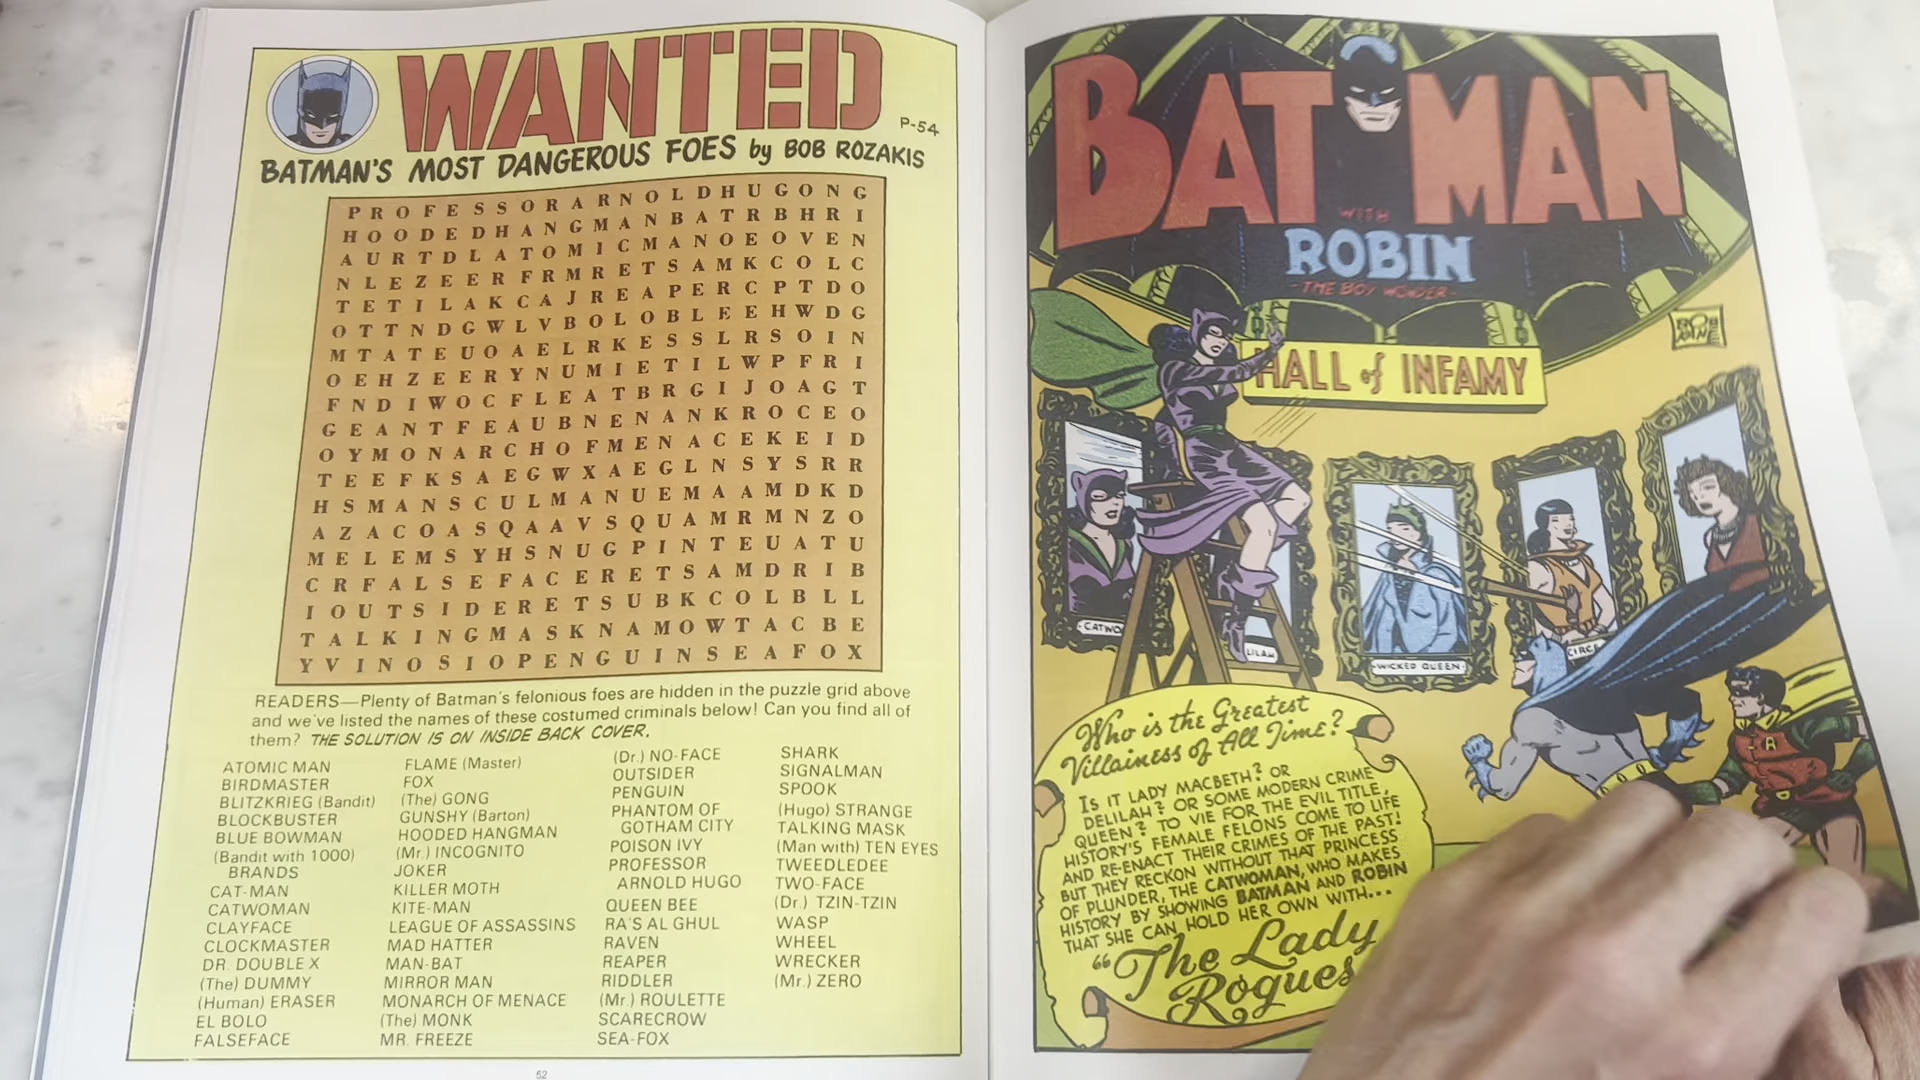 WANTED
P-54
BATMAN'S MOST DANGEROUS FOES by BOB ROZAKIS
P R O F E S S O R A R N O L D H U G O N G
H O O D E D H A N G M A N B A T R B H R I
A U R T D L A T O M I C M A N O E O V E N
N L E Z E E R F R M R E T S A M K C O L C
T E T I L A K C A J R E A P E R C P T D O
O T T N D G W L V B O L O B L E E H W D G
M T A T E U O A E L R K E S S L R S O I N
O E H Z E E R Y N U M I E T I L W P F R I
F N D I W O C F L E A T B R G I J O A G T
G E A N T F E A U B N E N A N K R O C E O
O Y M O N A R C H O F M E N A C E K E I D
T E E F K S A E G W X A E G L N S Y S R R
H S M A N S C U L M A N U E M A A M D K D
A Z A C O A S Q A A V S Q U A M R M N Z O
M E L E M S Y H S N U G P I N T E U A T U
C R F A L S E F A C E R E T S A M D R I B
I O U T S I D E R E T S U B K C O L B L L
T A L K I N G M A S K N A M O W T A C B E
Y V I N O S I O P E N G U I N S E A F O X
READERS—Plenty of Batman's felonious foes are hidden in the puzzle grid above
and we've listed the names of these costumed criminals below! Can you find all of
them? THE SOLUTION IS ON INSIDE BACK COVER.
ATOMIC MAN
BIRDMASTER
BLITZKRIEG (Bandit)
BLOCKBUSTER
BLUE BOWMAN
(Bandit with 1000)
BRANDS
CAT-MAN
CATWOMAN
CLAYFACE
CLOCKMASTER
DR. DOUBLE X
(The) DUMMY
(Human) ERASER
EL BOLO
FALSEFACE
FLAME (Master)
FOX
(The) GONG
GUNSHY (Barton)
HOODED HANGMAN
(Mr.) INCOGNITO
JOKER
KILLER MOTH
KITE-MAN
LEAGUE OF ASSASSINS
MAD HATTER
MAN-BAT
MIRROR MAN
MONARCH OF MENACE
(The) MONK
MR. FREEZE
(Dr.) NO-FACE
OUTSIDER
PENGUIN
PHANTOM OF
GOTHAM CITY
POISON IVY
PROFESSOR
ARNOLD HUGO
QUEEN BEE
RA'S AL GHUL
RAVEN
REAPER
RIDDLER
(Mr.) ROULETTE
SCARECROW
SEA-FOX
SHARK
SIGNALMAN
SPOOK
(Hugo) STRANGE
TALKING MASK
(Man with) TEN EYES
TWEEDLEDEE
TWO-FACE
(Dr.) TZIN-TZIN
WASP
WHEEL
WRECKER
(Mr.) ZERO
52
BATMAN
WITH
ROBIN
-THE BOY WONDER-
HALL of INFAMY
·CATWO
LILAH
·WICKED QUEEN·
CIRC
A
Who is the Greatest
Villainess of All Time?
IS IT LADY MACBETH? OR
DELILAH? OR SOME MODERN CRIME
QUEEN? TO VIE FOR THE EVIL TITLE,
HISTORY'S FEMALE FELONS COME TO LIFE
AND RE-ENACT THEIR CRIMES OF THE PAST!
BUT THEY RECKON WITHOUT THAT PRINCESS
OF PLUNDER, THE CATWOMAN, WHO MAKES
HISTORY BY SHOWING BATMAN AND ROBIN
THAT SHE CAN HOLD HER OWN WITH...
"The Lady
Rogues